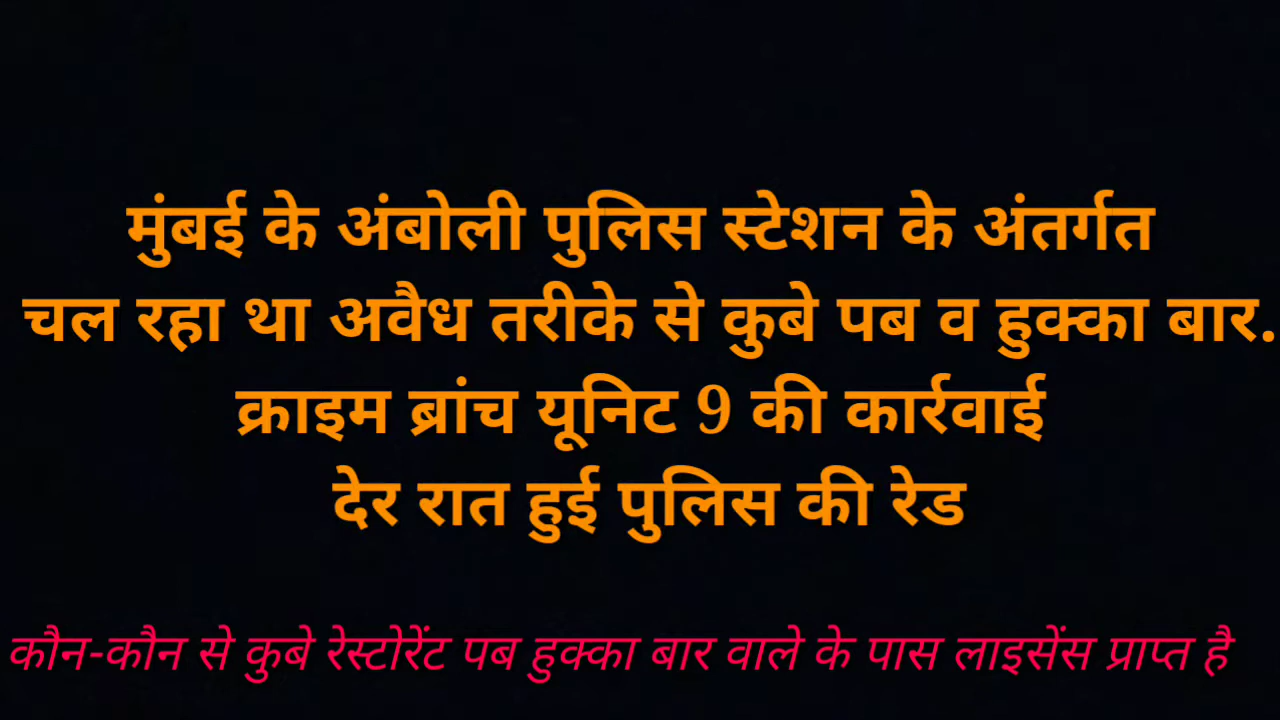 मुंबई के अंबोली पुलिस स्टेशन के अंतर्गत
चल रहा था अवैध तरीके से कुबे पब व हुक्का बार.
क्राइम ब्रांच यूनिट 9 की कार्रवाई
देर रात हुई पुलिस की रेड
कौन-कौन से कुबे रेस्टोरेंट पब हुक्का बार वाले के पास लाइसेंस प्राप्त है